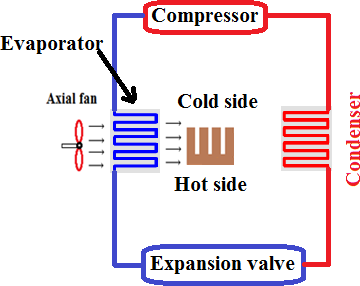 Compressor
Evaporator
Axial fan
Cold side
Hot side
Condenser
Expansion valve